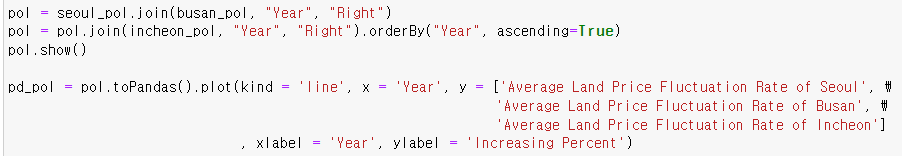 pol = seoul_pol.join(busan_pol, "Year", "Right")
pol = pol.join(incheon_pol, "Year", "Right").orderBy("Year", ascending=True)
pol.show()
pd_pol = pol.toPandas().plot(kind = 'line', x = 'Year', y = ['Average Land Price Fluctuation Rate of Seoul', ₩
'Average Land Price Fluctuation Rate of Busan', ₩
'Average Land Price Fluctuation Rate of Incheon']
, xlabel = 'Year', ylabel = 'Increasing Percent')